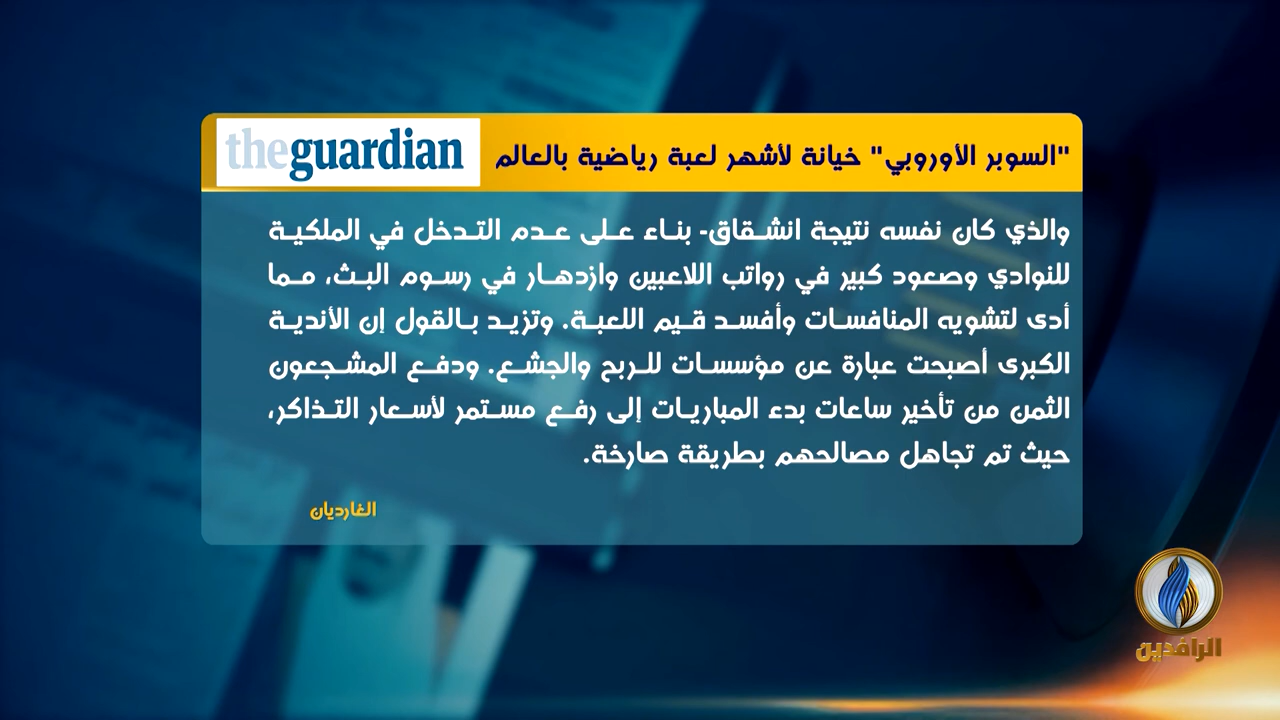 "السوبر الأوروبي" خيانة لأشهر لعبة رياضية بالعالم
theguardian
والذي كان نفسه نتيجة انشقاق- بناء على عدم التدخل في الملكية
للنوادي وصعود كبير في رواتب اللاعبين وازدهار في رسوم البث، مما
أدى لتشويه المنافسات وأفسد قيم اللعبة. وتزيد بالقول إن الأندية
الكبرى أصبحت عبارة عن مؤسسات للربح والجشع. ودفع المشجعون
الثمن من تأخير ساعات بدء المباريات إلى رفع مستمر لأسعار التذاكر،
حيث تم تجاهل مصالحهم بطريقة صارخة.
الغارديان
الرافدين